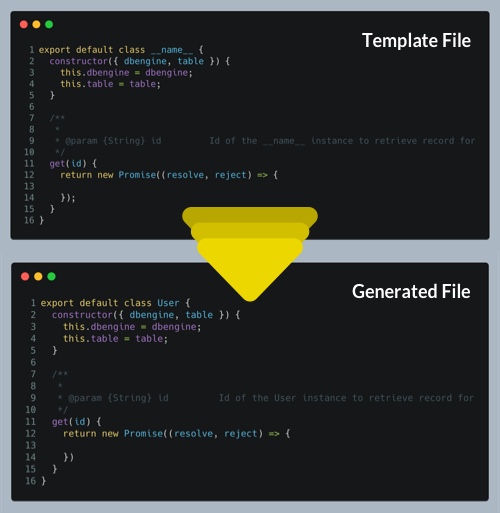 Template File
1 export default class __name__ {
2 constructor({ dbengine, table }) {
3 this.dbengine = dbengine;
4 this.table = table;
5 }
6
7 /**
8 *
9 * @param {String} id Id of the __name__ instance to retrieve record for
10 */
11 get(id) {
12 return new Promise((resolve, reject) => {
13
14 });
15 }
16 }
Generated File
1 export default class User {
2 constructor({ dbengine, table }) {
3 this.dbengine = dbengine;
4 this.table = table;
5 }
6
7 /**
8 *
9 * @param {String} id Id of the User instance to retrieve record for
10 */
11 get(id) {
12 return new Promise((resolve, reject) => {
13
14 })
15 }
16 }